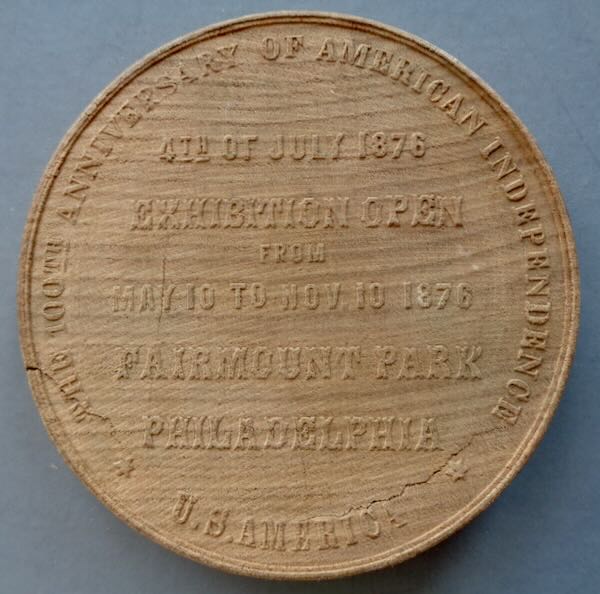 THE 100TH ANNIVERSARY OF AMERICAN INDEPENDENCE
4TH OF JULY 1876
EXHIBITION OPEN
FROM
MAY 10 TO NOV. 10 1876
FAIRMOUNT PARK
PHILADELPHIA
U.S. AMERICA